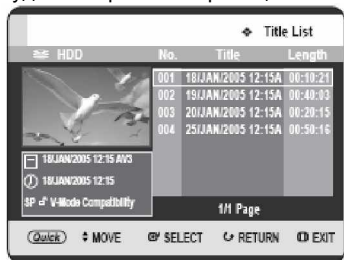 Title List
HDD No. Title Length
001 18/JAN/2005 12:15A 00:10:21
002 19/JAN/2005 12:15A 00:40:03
003 20/JAN/2005 12:15A 00:20:15
004 25/JAN/2005 12:15A 00:50:16
18/JAN/2005 12:15 AV3
18/JAN/2005 12:15
SP V-Mode Compatibility
1/1 Page
Quick MOVE SELECT RETURN EXIT